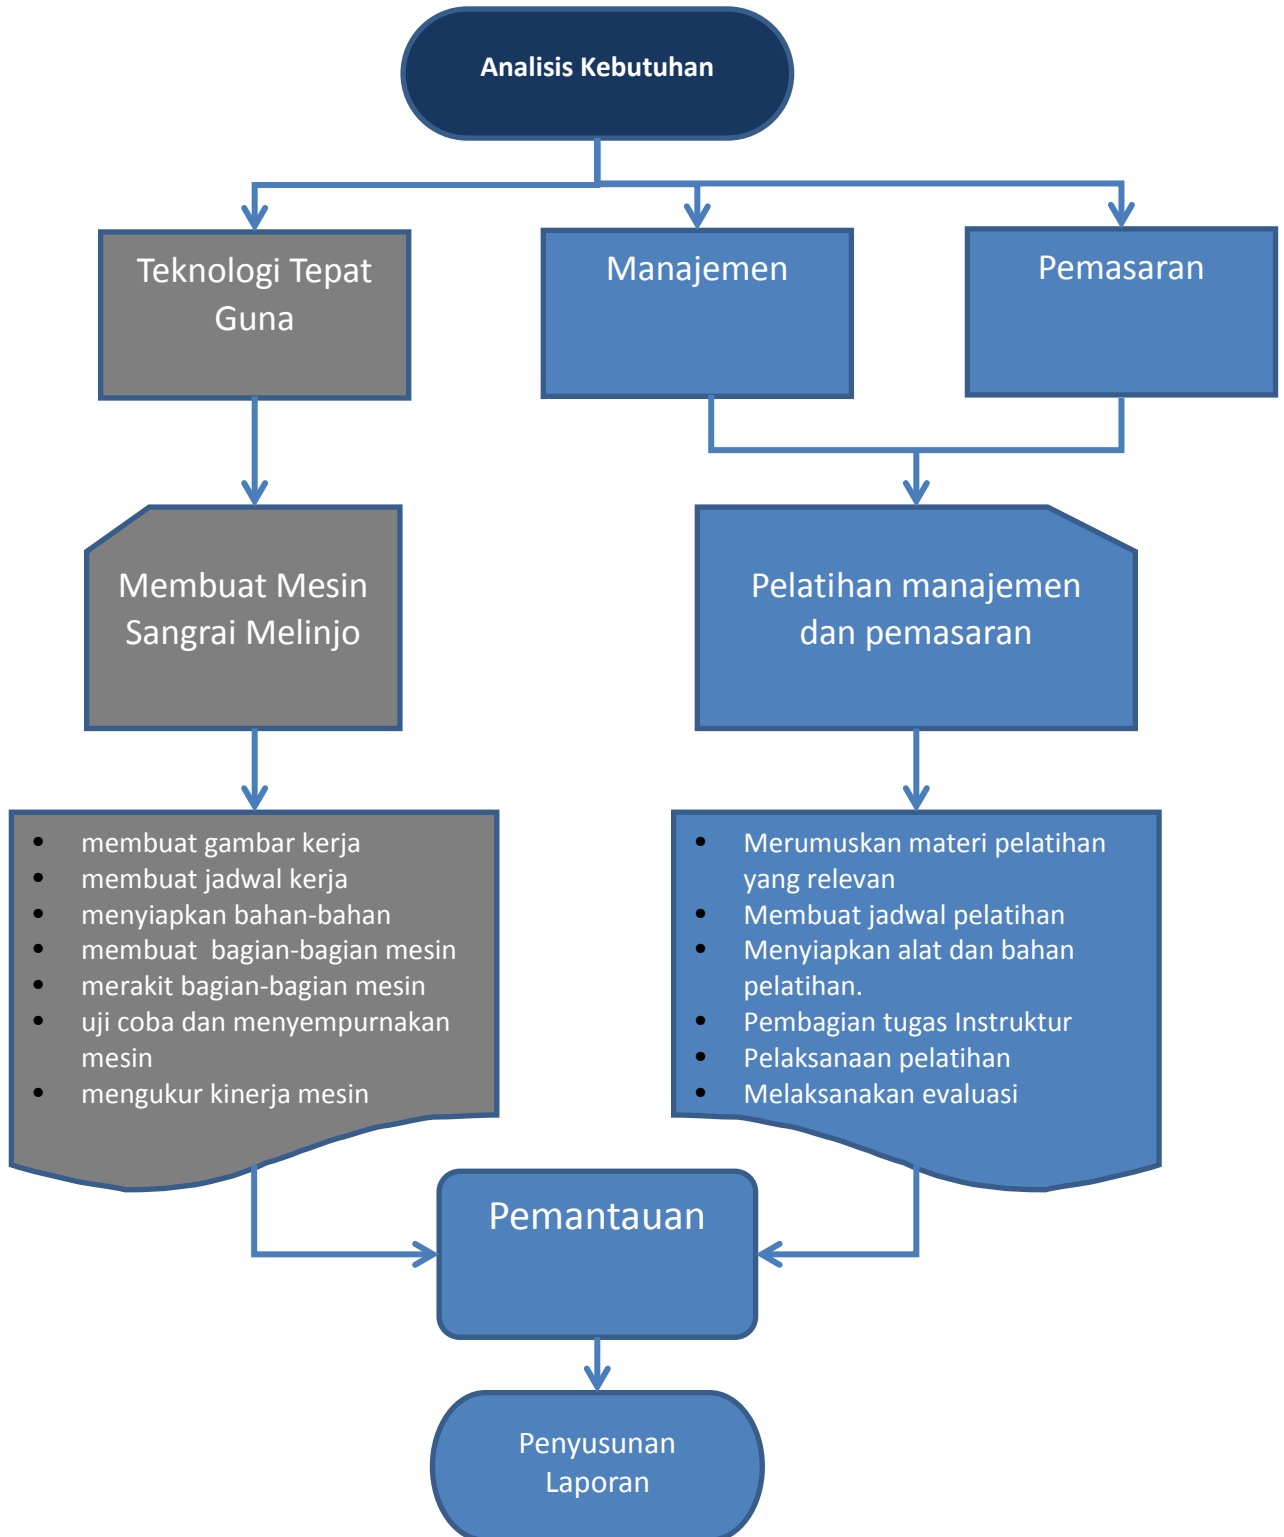 Analisis Kebutuhan
Teknologi Tepat
Guna
Manajemen
Pemasaran
Membuat Mesin
Sangrai Melinjo
Pelatihan manajemen
dan pemasaran
• membuat gambar kerja
• membuat jadwal kerja
• menyiapkan bahan-bahan
• membuat  bagian-bagian mesin
• merakit bagian-bagian mesin
• uji coba dan menyempurnakan
mesin
• mengukur kinerja mesin
• Merumuskan materi pelatihan
yang relevan
• Membuat jadwal pelatihan
• Menyiapkan alat dan bahan
pelatihan.
• Pembagian tugas Instruktur
• Pelaksanaan pelatihan
• Melaksanakan evaluasi
Pemantauan
Penyusunan
Laporan